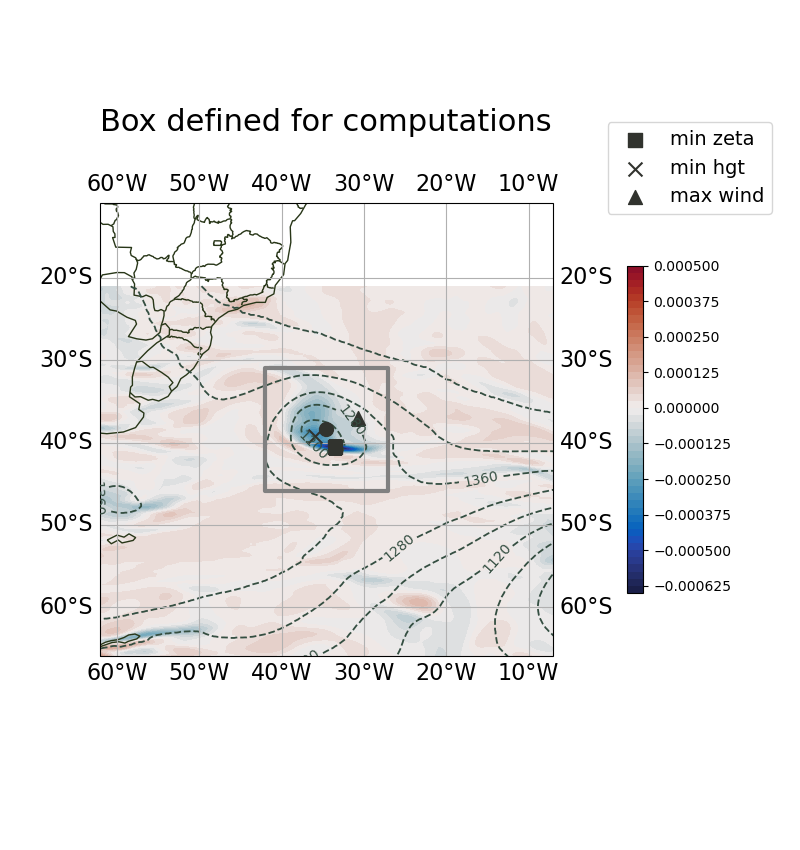 Box defined for computations
min zeta
min hgt
max wind
60°W 50°W 40°W 30°W 20°W 10°W
20°S 20°S
30°S 30°S
40°S 40°S
50°S 50°S
60°S 60°S
1360
1280
1120
60°W 50°W 40°W 30°W 20°W 10°W
0.000500
0.000375
0.000250
0.000125
0.000000
−0.000125
−0.000250
−0.000375
−0.000500
−0.000625